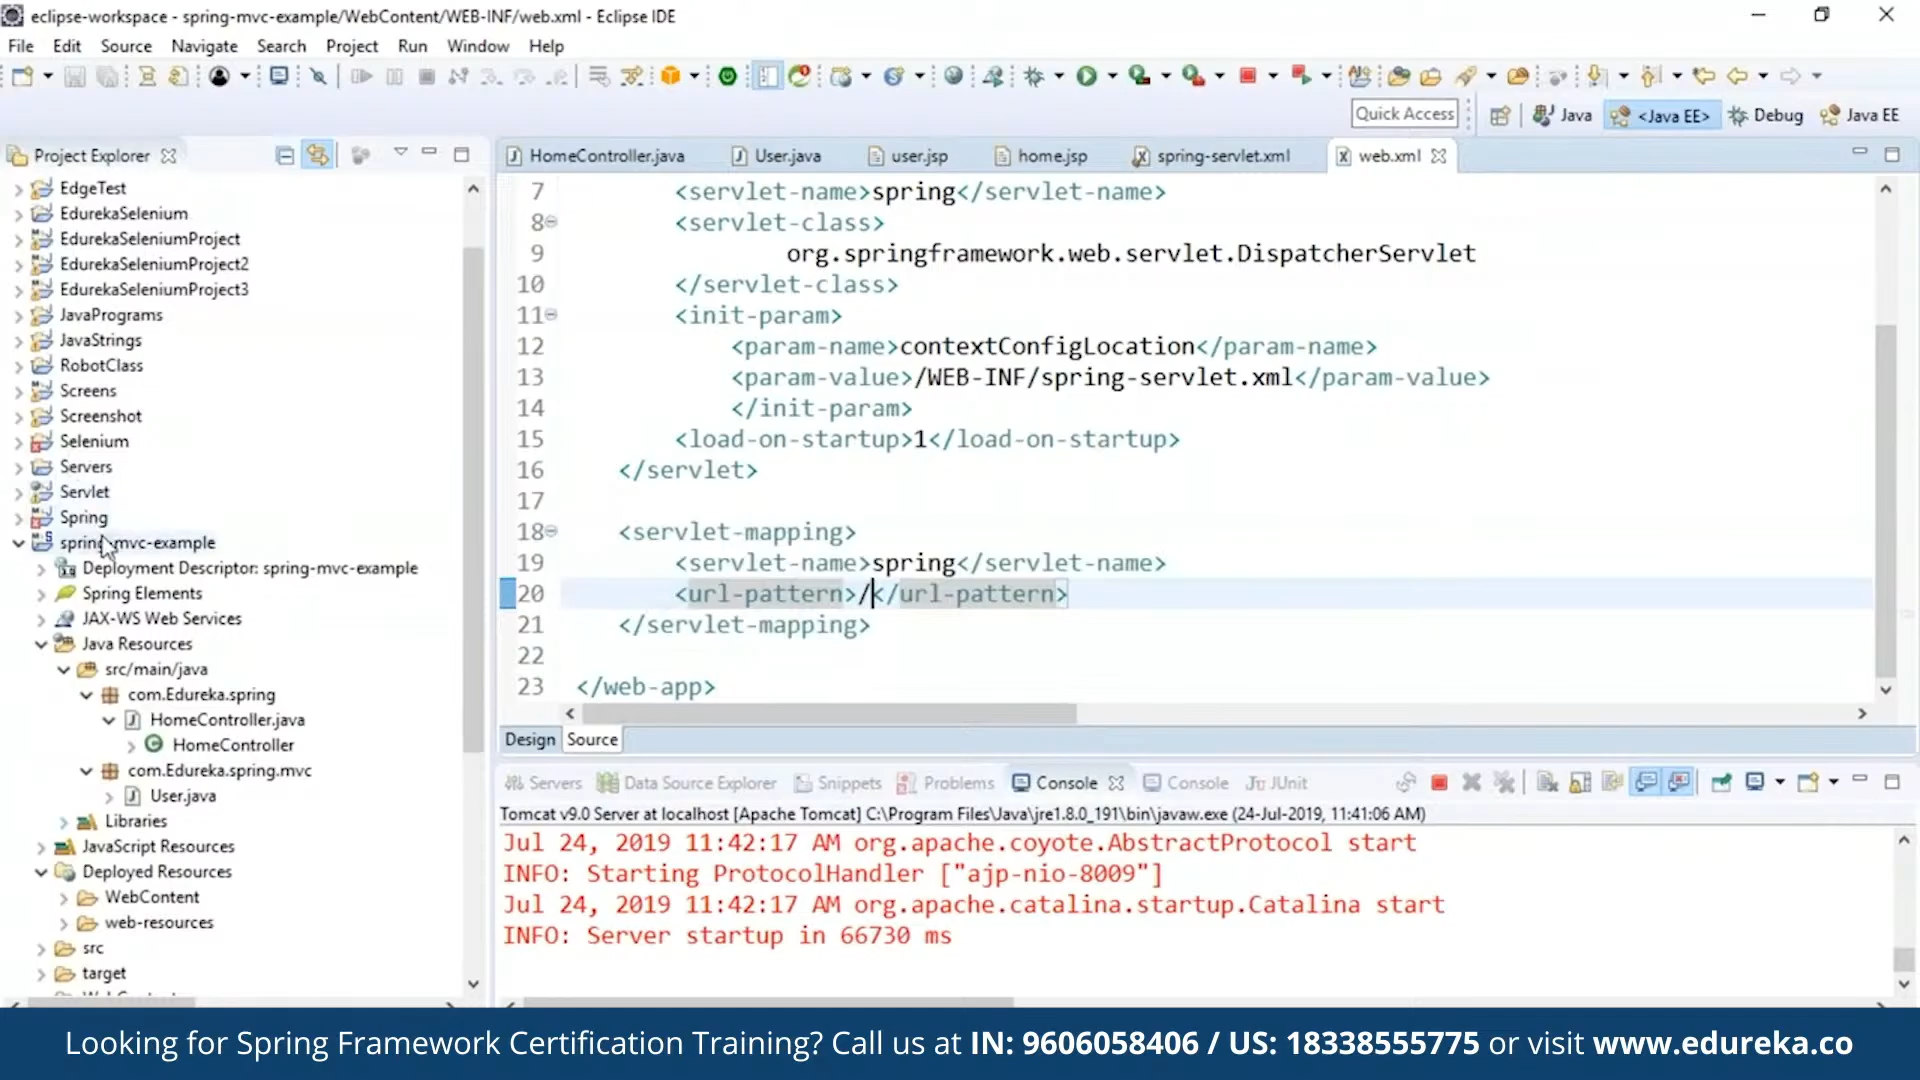 eclipse-workspace - spring-mvc-example/WebContent/WEB-INF/web.xml - Eclipse IDE
File Edit Source Navigate Search Project Run Window Help
Quick Access Java <Java EE> Debug Java EE
Project Explorer
EdgeTest
EdurekaSelenium
EdurekaSeleniumProject
EdurekaSeleniumProject2
EdurekaSeleniumProject3
JavaPrograms
JavaStrings
RobotClass
Screens
Screenshot
Selenium
Servers
Servlet
Spring
spring-mvc-example
Deployment Descriptor: spring-mvc-example
Spring Elements
JAX-WS Web Services
Java Resources
src/main/java
com.Edureka.spring
HomeController.java
HomeController
com.Edureka.spring.mvc
User.java
Libraries
JavaScript Resources
Deployed Resources
WebContent
web-resources
src
target
HomeController.java User.java user.jsp home.jsp spring-servlet.xml web.xml
7 <servlet-name>spring</servlet-name>
8 <servlet-class>
9 org.springframework.web.servlet.DispatcherServlet
10 </servlet-class>
11 <init-param>
12 <param-name>contextConfigLocation</param-name>
13 <param-value>/WEB-INF/spring-servlet.xml</param-value>
14 </init-param>
15 <load-on-startup>1</load-on-startup>
16 </servlet>
17
18 <servlet-mapping>
19 <servlet-name>spring</servlet-name>
20 <url-pattern>/</url-pattern>
21 </servlet-mapping>
22
23 </web-app>
Design Source
Servers Data Source Explorer Snippets Problems Console Console JUnit
Tomcat v9.0 Server at localhost [Apache Tomcat] C:\Program Files\Java\jre1.8.0_191\bin\javaw.exe (24-Jul-2019, 11:41:06 AM)
Jul 24, 2019 11:42:17 AM org.apache.coyote.AbstractProtocol start
INFO: Starting ProtocolHandler ["ajp-nio-8009"]
Jul 24, 2019 11:42:17 AM org.apache.catalina.startup.Catalina start
INFO: Server startup in 66730 ms
Looking for Spring Framework Certification Training? Call us at IN: 9606058406 / US: 18338555775 or visit www.edureka.co